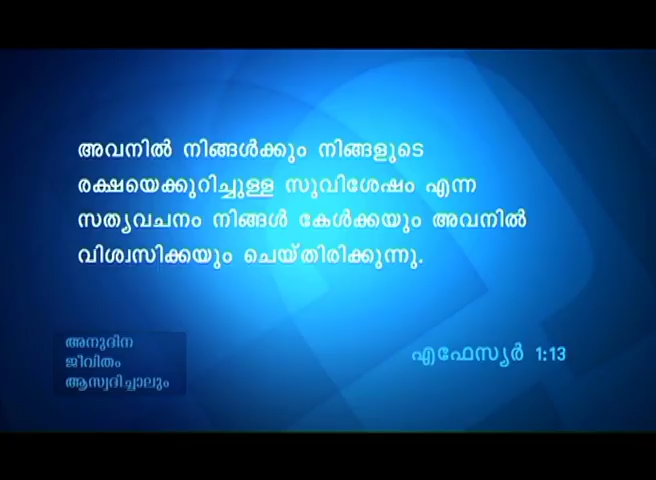 അവനിൽ നിങ്ങൾക്കും നിങ്ങളുടെ
രക്ഷയെക്കുറിച്ചുള്ള സുവിശേഷം എന്ന
സത്യവചനം നിങ്ങൾ കേൾക്കയും അവനിൽ
വിശ്വസിക്കയും ചെയ്തിരിക്കുന്നു.
എഫേസ്യർ 1:13
അനുദിന
ജീവിതം
ആസ്വദിച്ചാലും